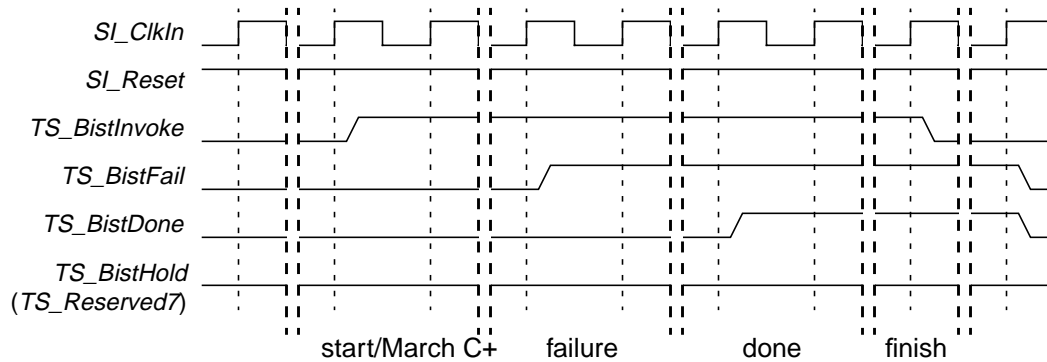 SI_ClkIn
SI_Reset
TS_BistInvoke
TS_BistFail
TS_BistDone
TS_BistHold
(TS_Reserved7)
start/March C+ failure done finish